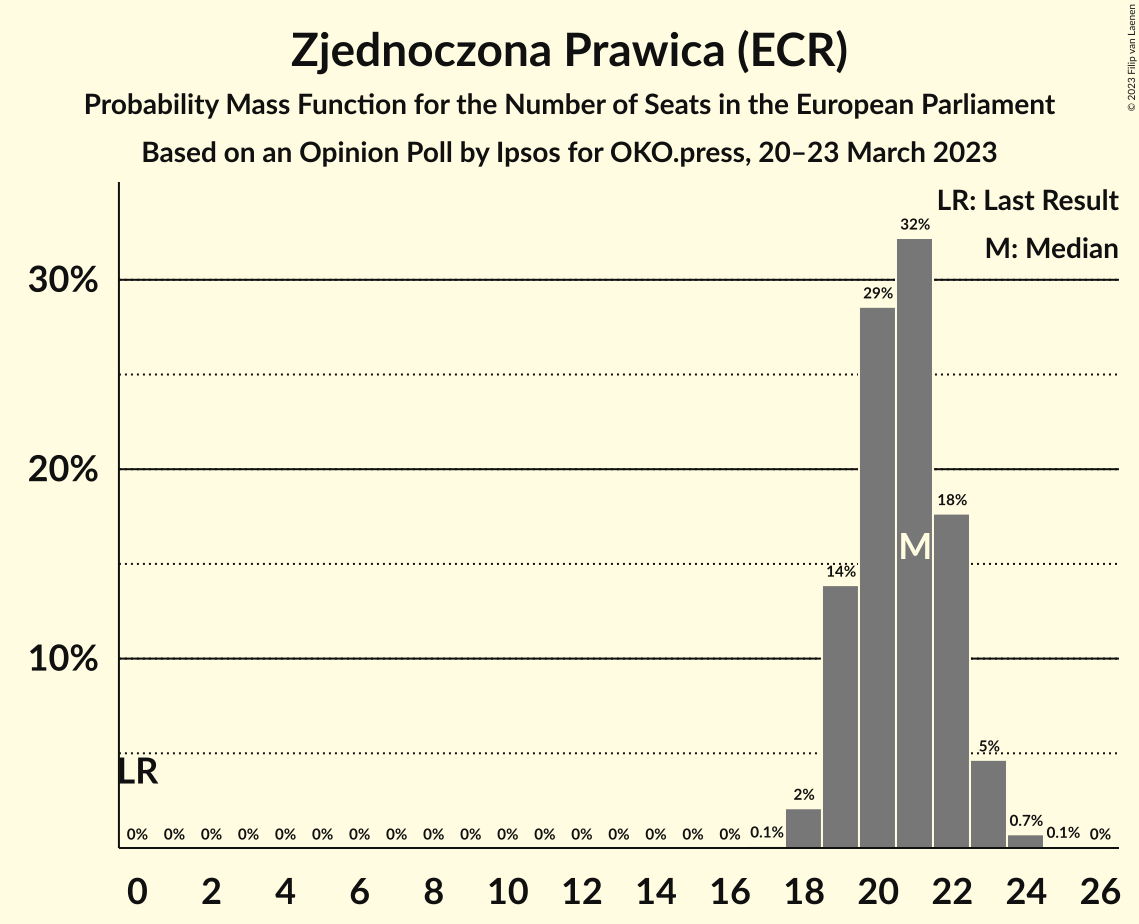 Zjednoczona Prawica (ECR)
Probability Mass Function for the Number of Seats in the European Parliament
Based on an Opinion Poll by Ipsos for OKO.press, 20–23 March 2023
© 2023 Filip van Laenen
LR: Last Result
M: Median
30%
20%
10%
32%
29%
18%
M
14%
5%
LR
2%
0% 0% 0% 0% 0% 0% 0% 0% 0% 0% 0% 0% 0% 0% 0% 0% 0% 0.1% 0.7% 0.1% 0%
0 2 4 6 8 10 12 14 16 18 20 22 24 26